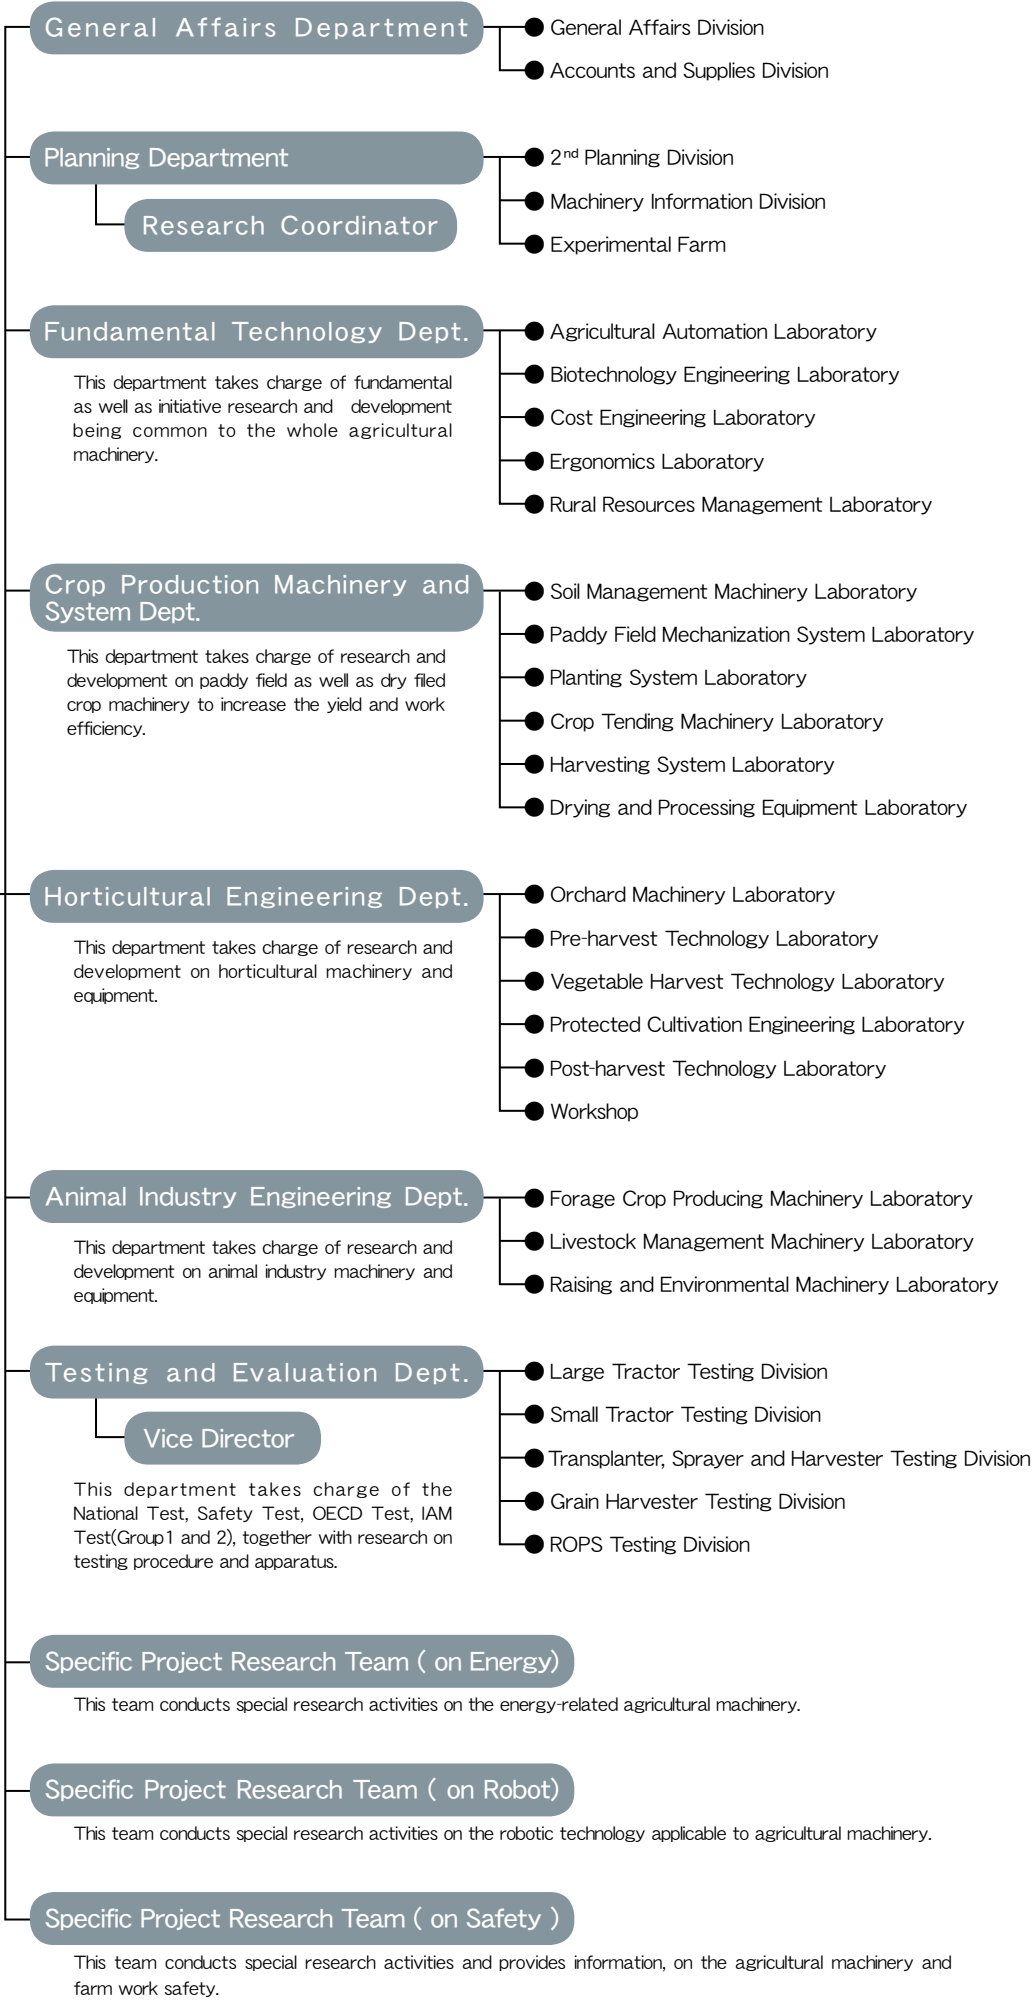 General Affairs Department
General Affairs Division
Accounts and Supplies Division
Planning Department
Research Coordinator
2nd Planning Division
Machinery Information Division
Experimental Farm
Fundamental Technology Dept.
This department takes charge of fundamental
as well as initiative research and development
being common to the whole agricultural
machinery.
Agricultural Automation Laboratory
Biotechnology Engineering Laboratory
Cost Engineering Laboratory
Ergonomics Laboratory
Rural Resources Management Laboratory
Crop Production Machinery and
System Dept.
This department takes charge of research and
development on paddy field as well as dry filed
crop machinery to increase the yield and work
efficiency.
Soil Management Machinery Laboratory
Paddy Field Mechanization System Laboratory
Planting System Laboratory
Crop Tending Machinery Laboratory
Harvesting System Laboratory
Drying and Processing Equipment Laboratory
Horticultural Engineering Dept.
This department takes charge of research and
development on horticultural machinery and
equipment.
Orchard Machinery Laboratory
Pre-harvest Technology Laboratory
Vegetable Harvest Technology Laboratory
Protected Cultivation Engineering Laboratory
Post-harvest Technology Laboratory
Workshop
Animal Industry Engineering Dept.
This department takes charge of research and
development on animal industry machinery and
equipment.
Forage Crop Producing Machinery Laboratory
Livestock Management Machinery Laboratory
Raising and Environmental Machinery Laboratory
Testing and Evaluation Dept.
Vice Director
This department takes charge of the
National Test, Safety Test, OECD Test, IAM
Test(Group1 and 2), together with research on
testing procedure and apparatus.
Large Tractor Testing Division
Small Tractor Testing Division
Transplanter, Sprayer and Harvester Testing Division
Grain Harvester Testing Division
ROPS Testing Division
Specific Project Research Team ( on Energy)
This team conducts special research activities on the energy-related agricultural machinery.
Specific Project Research Team ( on Robot)
This team conducts special research activities on the robotic technology applicable to agricultural machinery.
Specific Project Research Team ( on Safety )
This team conducts special research activities and provides information, on the agricultural machinery and
farm work safety.